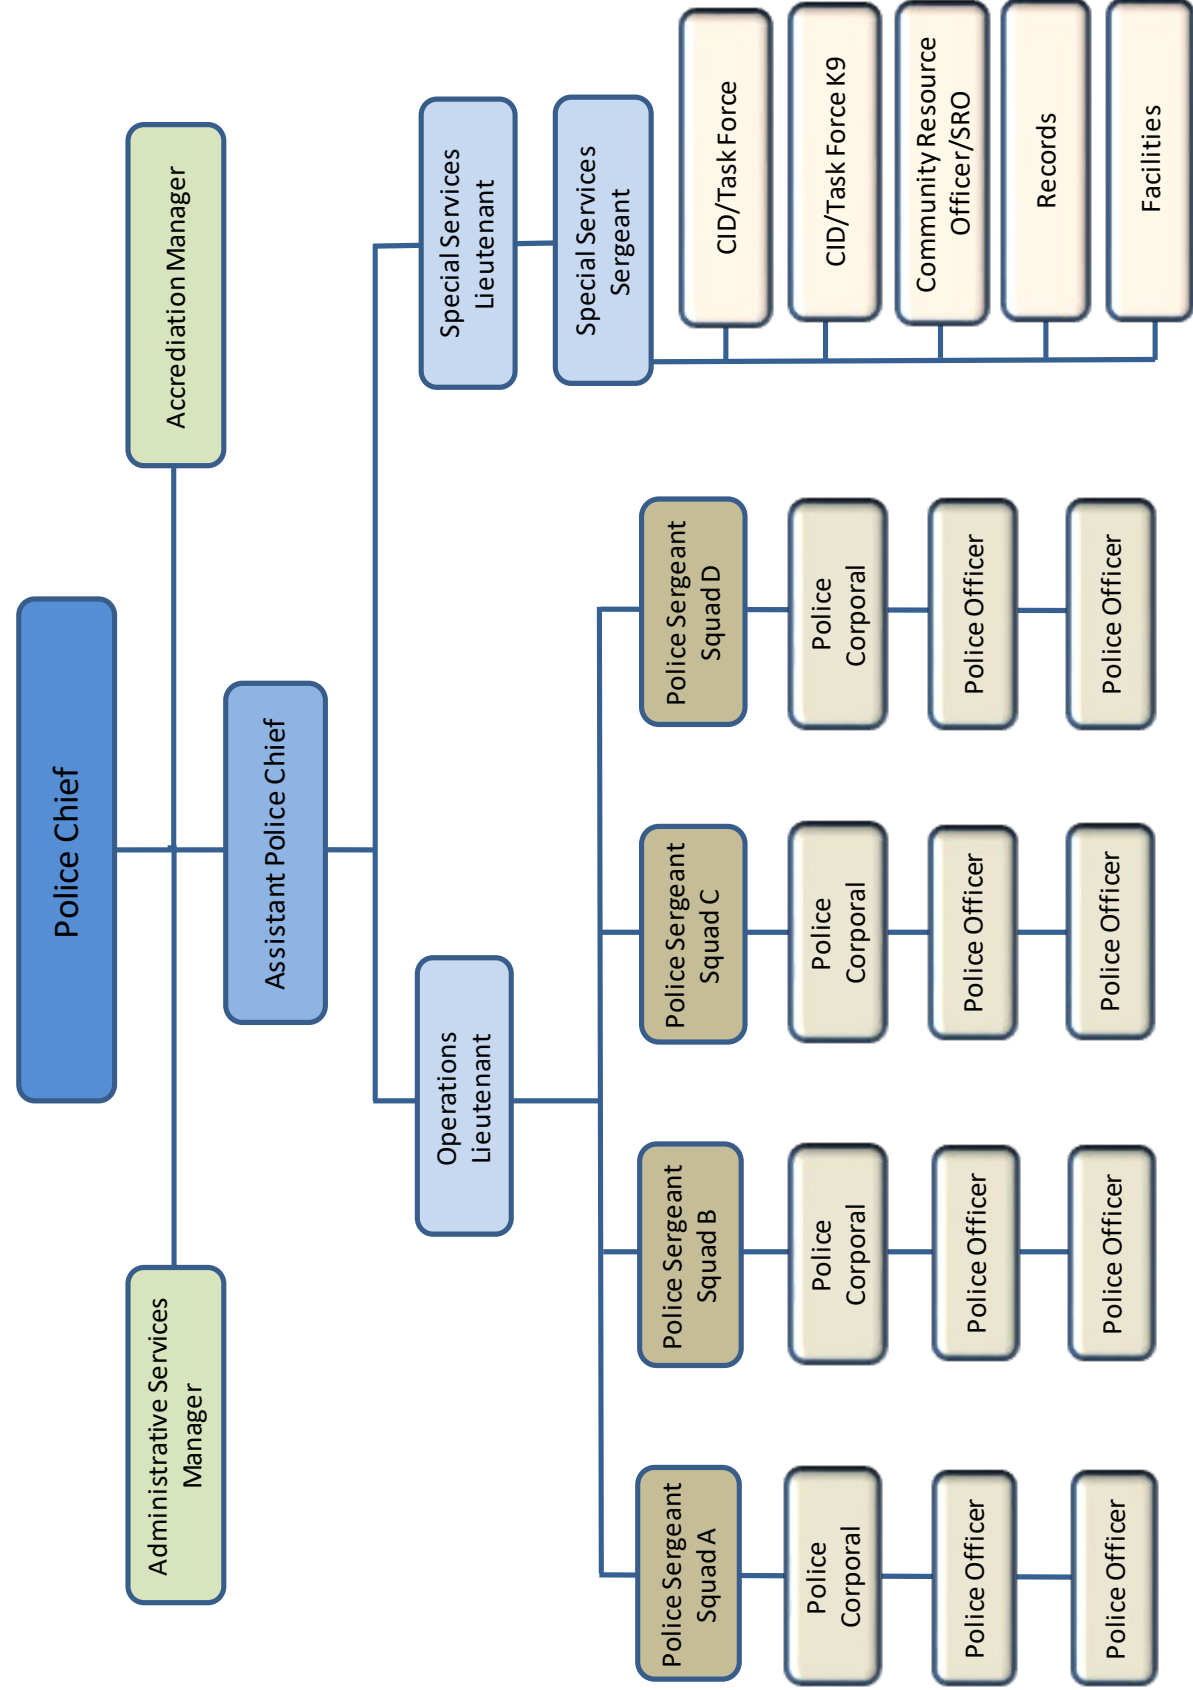 Police Chief
Administrative Services
Manager
Accrediation Manager
Assistant Police Chief
Operations
Lieutenant
Special Services
Lieutenant
Special Services
Sergeant
Police Sergeant
Squad A
Police Sergeant
Squad B
Police Sergeant
Squad C
Police Sergeant
Squad D
Police
Corporal
Police
Corporal
Police
Corporal
Police
Corporal
Police Officer
Police Officer
Police Officer
Police Officer
Police Officer
Police Officer
Police Officer
Police Officer
CID/Task Force
CID/Task Force K9
Community Resource
Officer/SRO
Records
Facilities